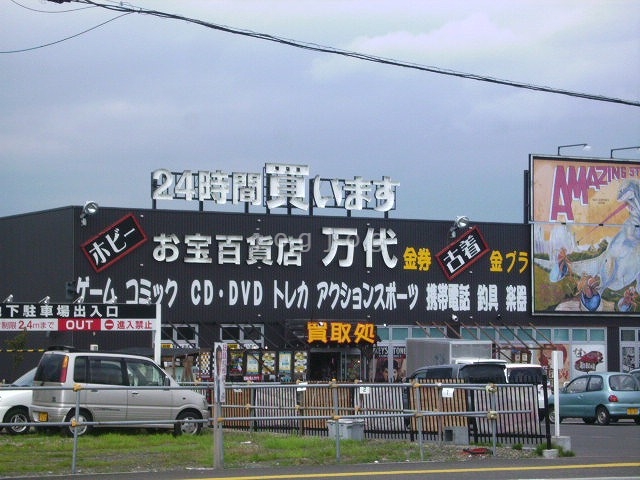 24時間買います
AMAZING ST
ホビー
お宝百貨店 万代
金券
古着
金プラ
ゲーム コミック CD・DVD トレカ アクションスポーツ 携帯電話 釣具 楽器
下駐車場出入口
制限2.4mまで
OUT
進入禁止
買取処